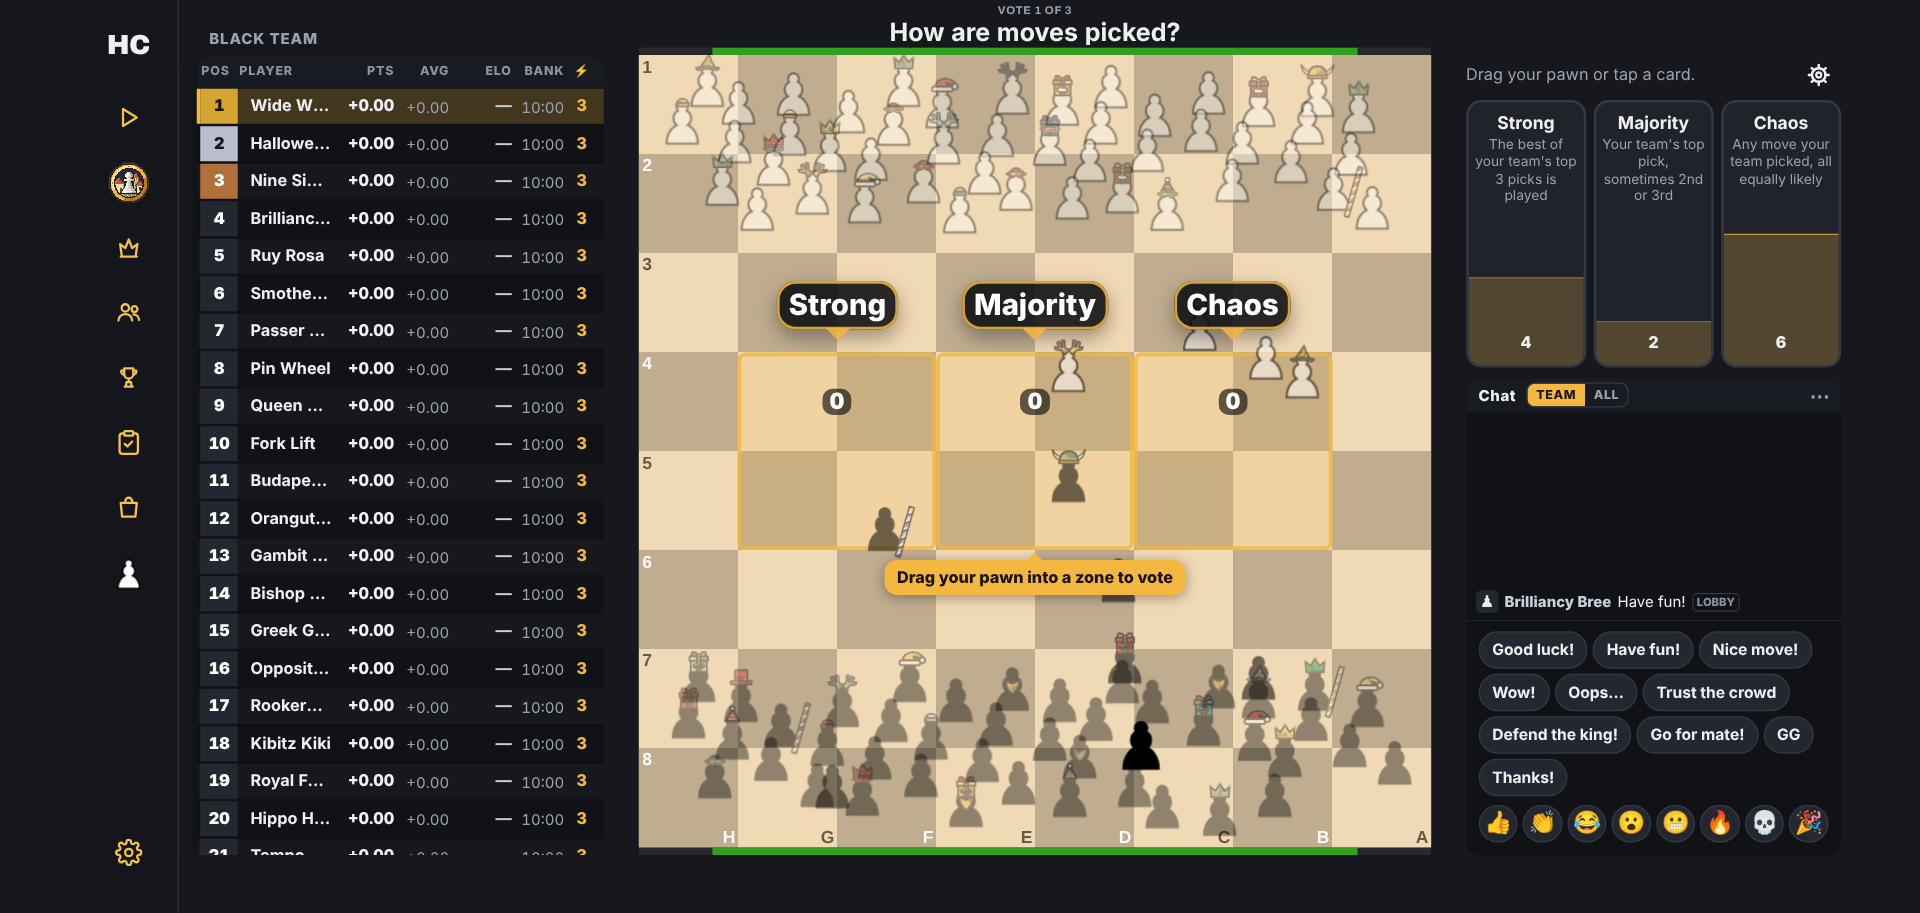 HC
BLACK TEAM
POS PLAYER PTS AVG ELO BANK ⚡
1 Wide W... +0.00 +0.00 — 10:00 3
2 Hallowe... +0.00 +0.00 — 10:00 3
3 Nine Si... +0.00 +0.00 — 10:00 3
4 Brillianc... +0.00 +0.00 — 10:00 3
5 Ruy Rosa +0.00 +0.00 — 10:00 3
6 Smothe... +0.00 +0.00 — 10:00 3
7 Passer ... +0.00 +0.00 — 10:00 3
8 Pin Wheel +0.00 +0.00 — 10:00 3
9 Queen ... +0.00 +0.00 — 10:00 3
10 Fork Lift +0.00 +0.00 — 10:00 3
11 Budape... +0.00 +0.00 — 10:00 3
12 Orangut... +0.00 +0.00 — 10:00 3
13 Gambit ... +0.00 +0.00 — 10:00 3
14 Bishop ... +0.00 +0.00 — 10:00 3
15 Greek G... +0.00 +0.00 — 10:00 3
16 Opposit... +0.00 +0.00 — 10:00 3
17 Rooker... +0.00 +0.00 — 10:00 3
18 Kibitz Kiki +0.00 +0.00 — 10:00 3
19 Royal F... +0.00 +0.00 — 10:00 3
20 Hippo H... +0.00 +0.00 — 10:00 3
VOTE 1 OF 3
How are moves picked?
1
2
3
Strong Majority Chaos
4
0 0 0
5
6
Drag your pawn into a zone to vote
7
8
H G F E D C B A
Drag your pawn or tap a card.
Strong
The best of
your team's top
3 picks is
played
4
Majority
Your team's top
pick,
sometimes 2nd
or 3rd
2
Chaos
Any move your
team picked, all
equally likely
6
Chat TEAM ALL ...
Brilliancy Bree Have fun! LOBBY
Good luck! Have fun! Nice move!
Wow! Oops... Trust the crowd
Defend the king! Go for mate! GG
Thanks!
👍 👏 😂 😮 😬 🔥 💀 🎉